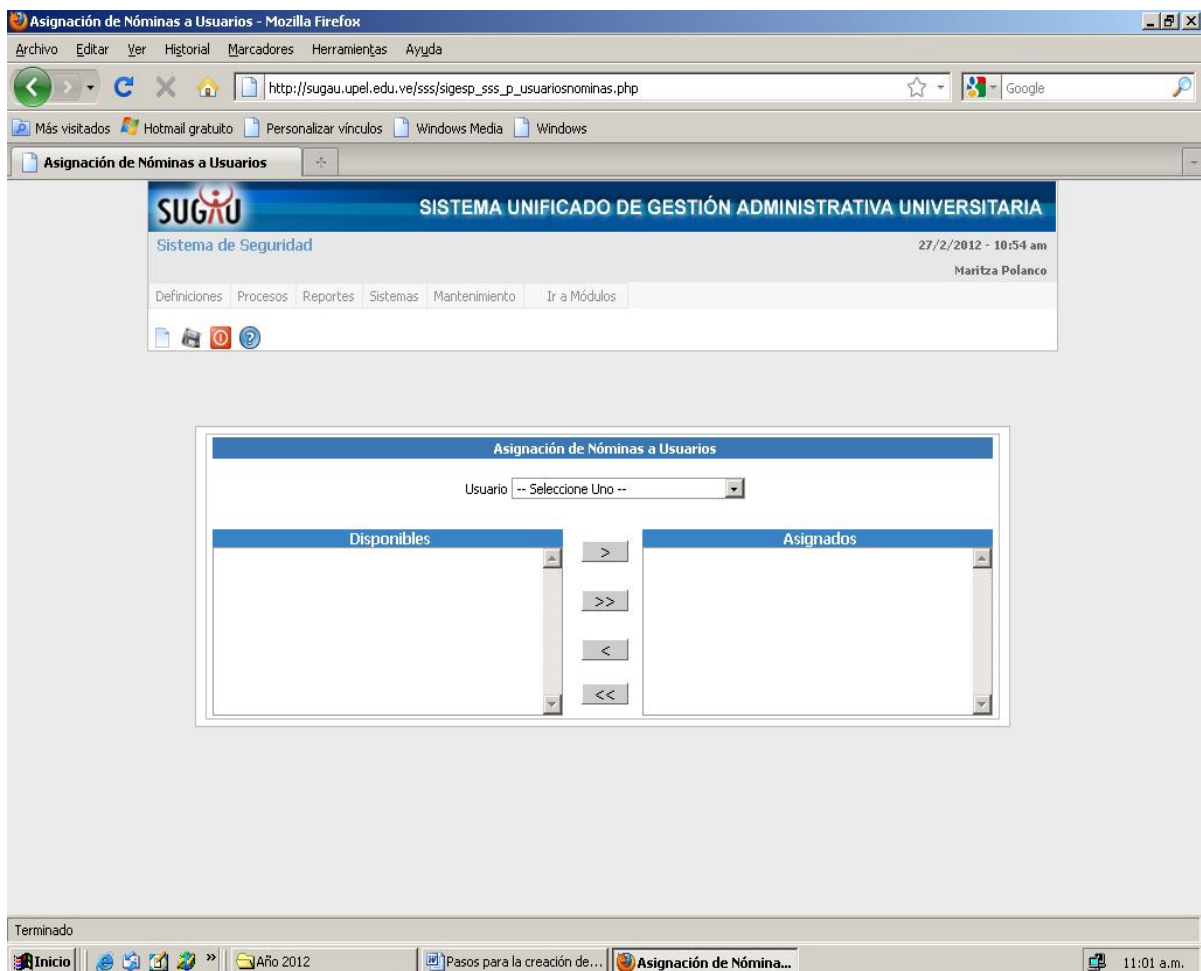 Asignación de Nóminas a Usuarios - Mozilla Firefox
Archivo Editar Ver Historial Marcadores Herramientas Ayuda
http://sugau.upel.edu.ve/sss/sigesp_sss_p_usuariosnominas.php
Google
Más visitados Hotmail gratuito Personalizar vínculos Windows Media Windows
Asignación de Nóminas a Usuarios
SUGAU SISTEMA UNIFICADO DE GESTIÓN ADMINISTRATIVA UNIVERSITARIA
Sistema de Seguridad 27/2/2012 - 10:54 am
Maritza Polanco
Definiciones Procesos Reportes Sistemas Mantenimiento Ir a Módulos
Asignación de Nóminas a Usuarios
Usuario -- Seleccione Uno --
Disponibles Asignados
>
>>
<
<<
Terminado
Inicio » Año 2012 Pasos para la creación de... Asignación de Nómina... 11:01 a.m.